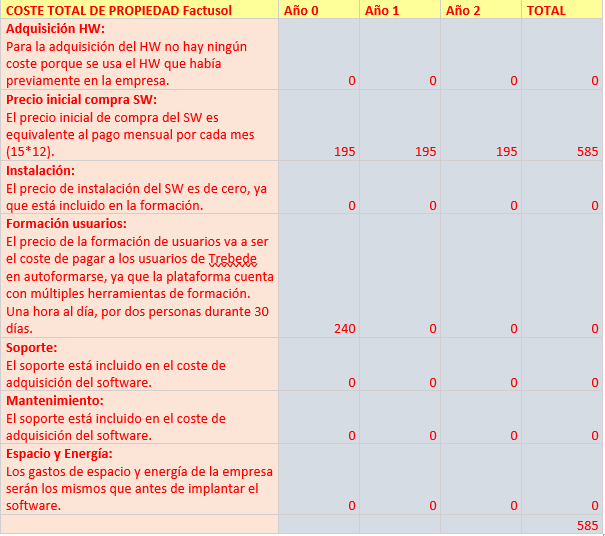 COSTE TOTAL DE PROPIEDAD Factusol Año 0 Año 1 Año 2 TOTAL
Adquisición HW:
Para la adquisición del HW no hay ningún
coste porque se usa el HW que había
previamente en la empresa. 0 0 0 0
Precio inicial compra SW:
El precio inicial de compra del SW es
equivalente al pago mensual por cada mes
(15*12). 195 195 195 585
Instalación:
El precio de instalación del SW es de cero, ya
que está incluido en la formación. 0 0 0 0
Formación usuarios:
El precio de la formación de usuarios va a ser
el coste de pagar a los usuarios de Trebede
en autoformarse, ya que la plataforma cuenta
con múltiples herramientas de formación.
Una hora al día, por dos personas durante 30
días. 240 0 0 0
Soporte:
El soporte está incluido en el coste de
adquisición del software. 0 0 0 0
Mantenimiento:
El soporte está incluido en el coste de
adquisición del software. 0 0 0 0
Espacio y Energía:
Los gastos de espacio y energía de la empresa
serán los mismos que antes de implantar el
software. 0 0 0 0
585